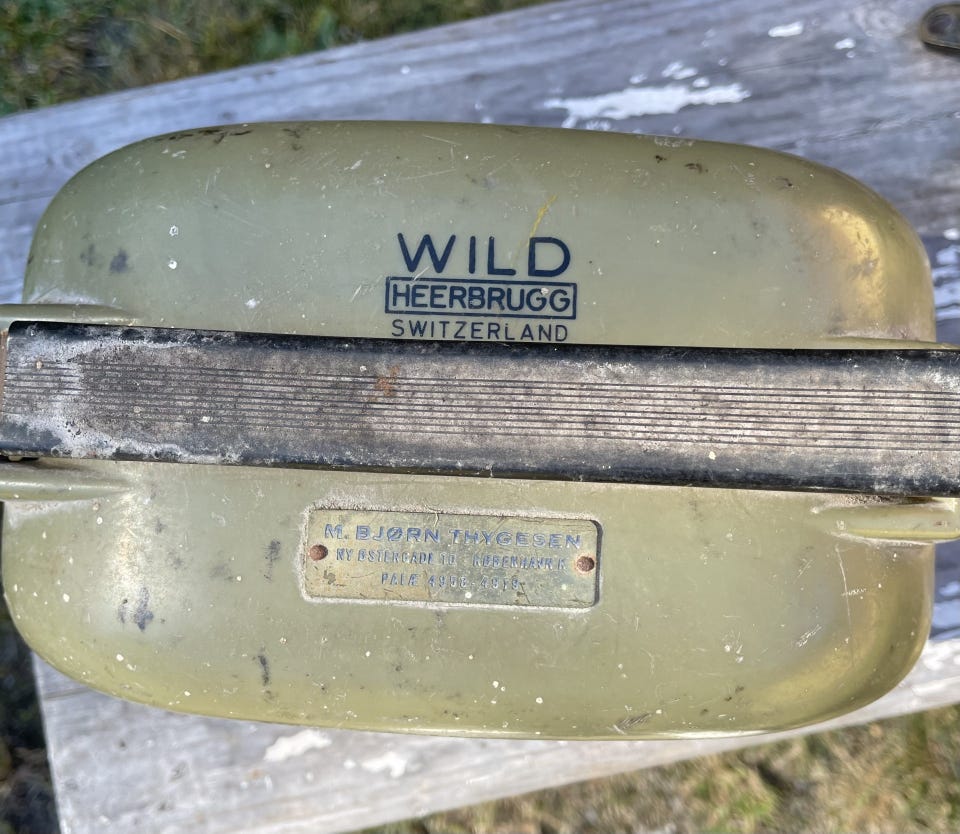 WILD
HEERBRUGG
SWITZERLAND
M. BJØRN THYGESEN
NY ØSTERGADE 10 KØBENHAVN K.
PALÆ